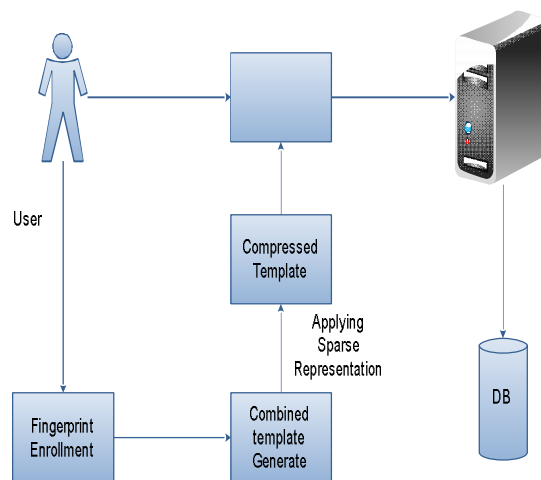 User
Compressed
Template
Applying
Sparse
Representation
DB
Fingerprint
Enrollment
Combined
template
Generate